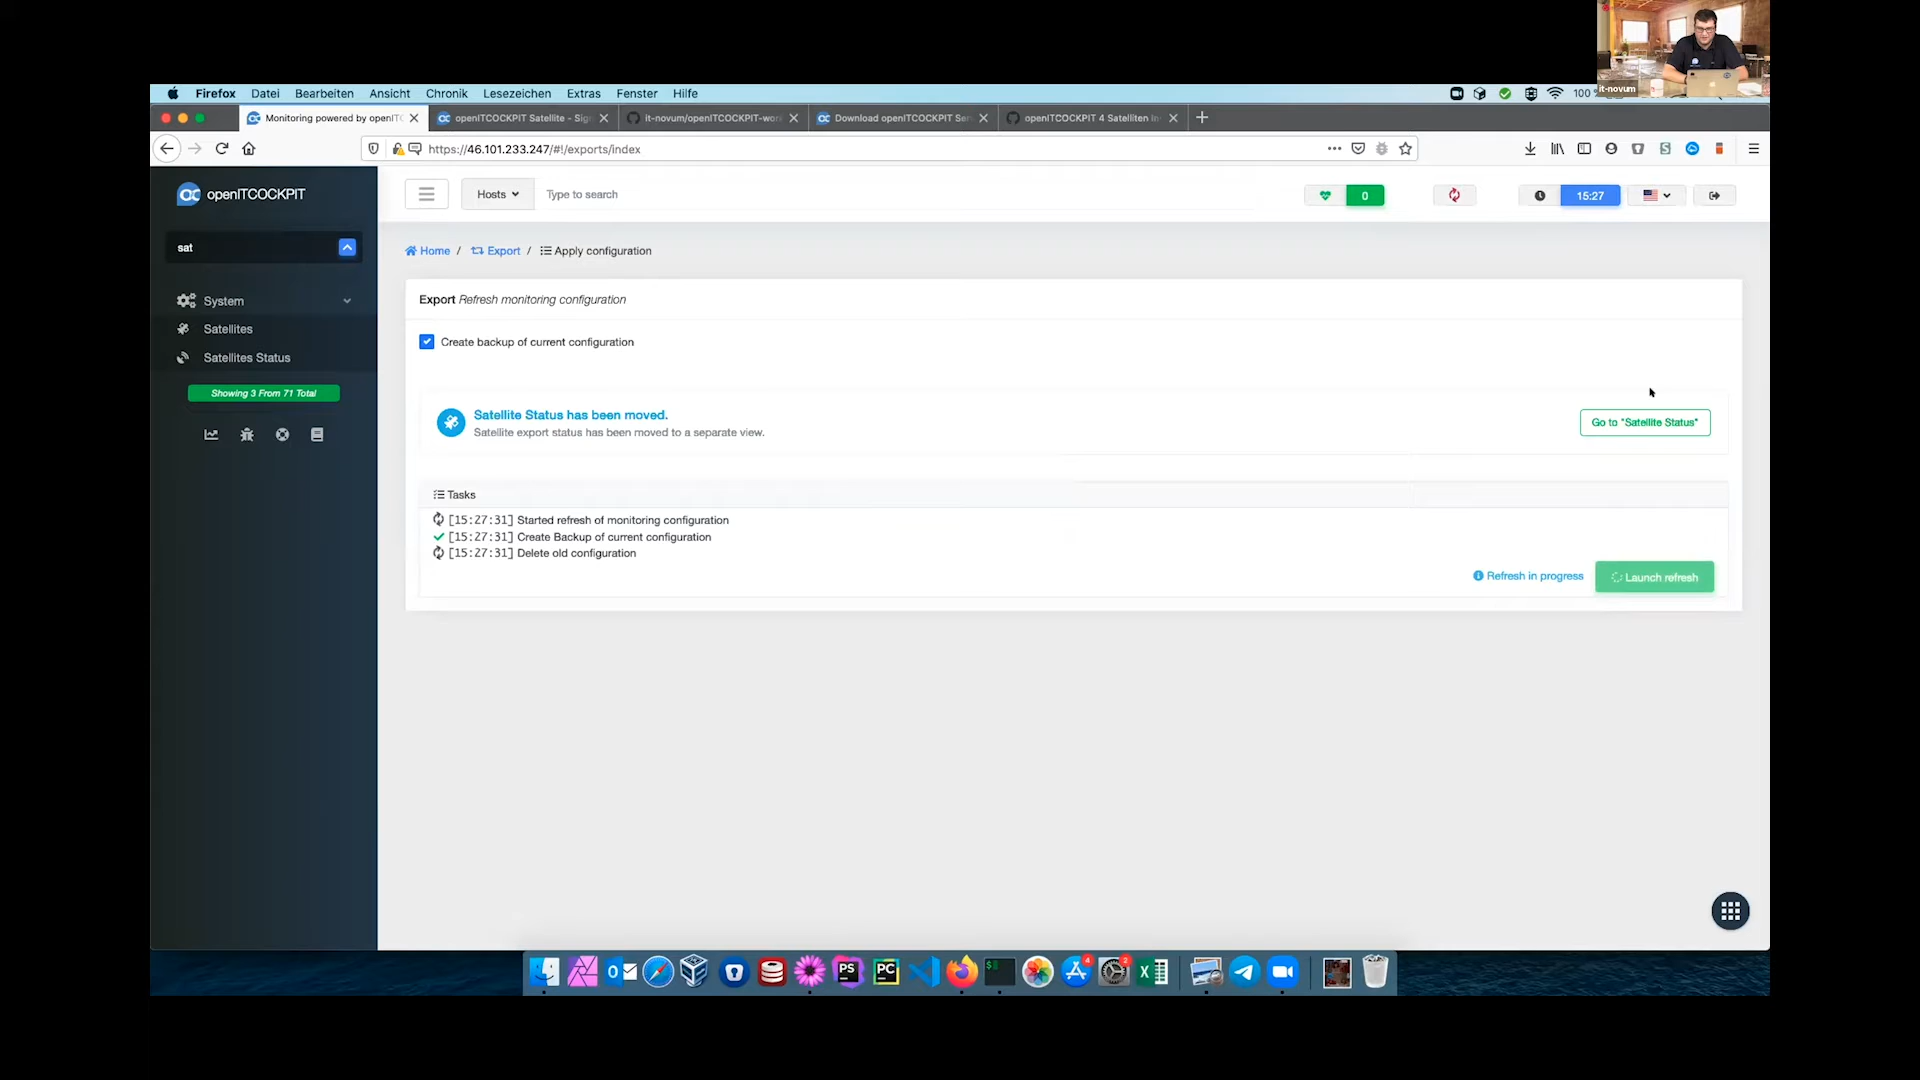 it-novum
Firefox Datei Bearbeiten Ansicht Chronik Lesezeichen Extras Fenster Hilfe
100
Monitoring powered by openITC
openITCOCKPIT Satellite - Sig
it-novum/openITCOCKPIT-wor
Download openITCOCKPIT Ser
openITCOCKPIT 4 Satelliten In
https://46.101.233.247/#!/exports/index
openITCOCKPIT
Hosts
Type to search
0
15:27
sat
Home / Export / Apply configuration
System
Satellites
Satellites Status
Showing 3 From 71 Total
Export Refresh monitoring configuration
Create backup of current configuration
Satellite Status has been moved.
Satellite export status has been moved to a separate view.
Go to "Satellite Status"
Tasks
[15:27:31] Started refresh of monitoring configuration
[15:27:31] Create Backup of current configuration
[15:27:31] Delete old configuration
Refresh in progress
Launch refresh
PS
PC
$
4
2
X